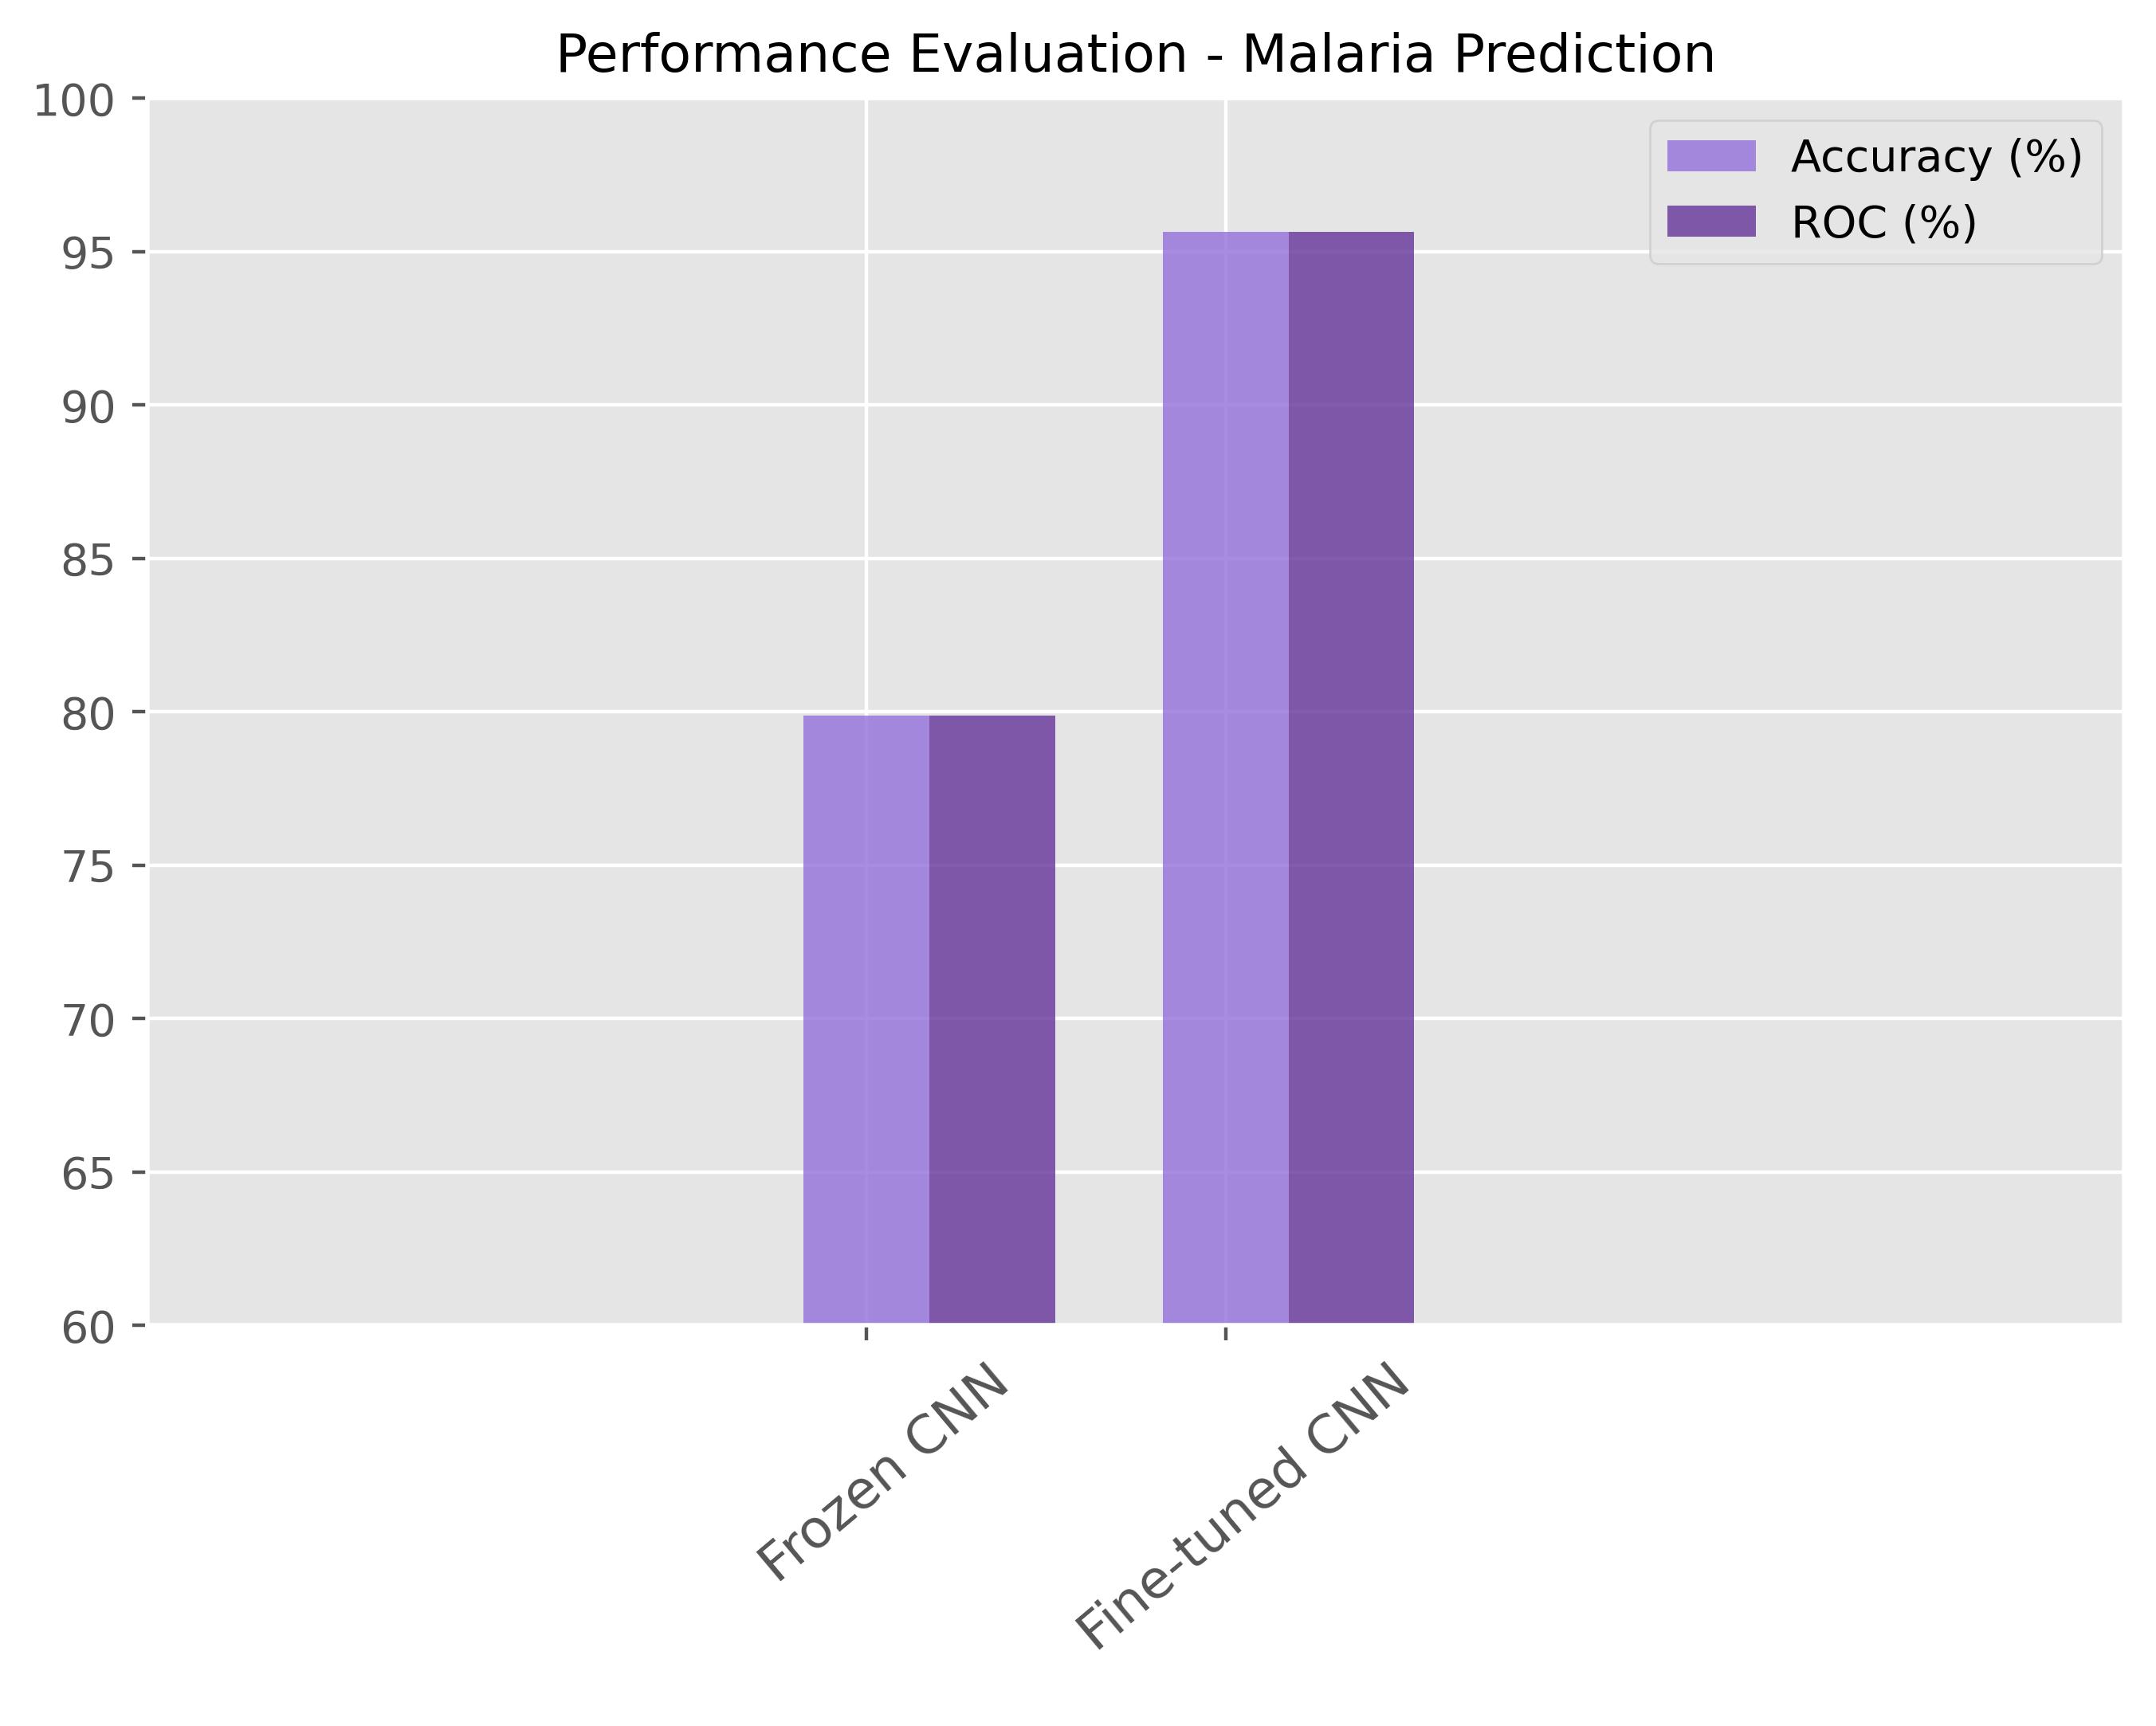 Performance Evaluation - Malaria Prediction
100
95
90
85
80
75
70
65
60
Accuracy (%)
ROC (%)
Frozen CNN
Fine-tuned CNN